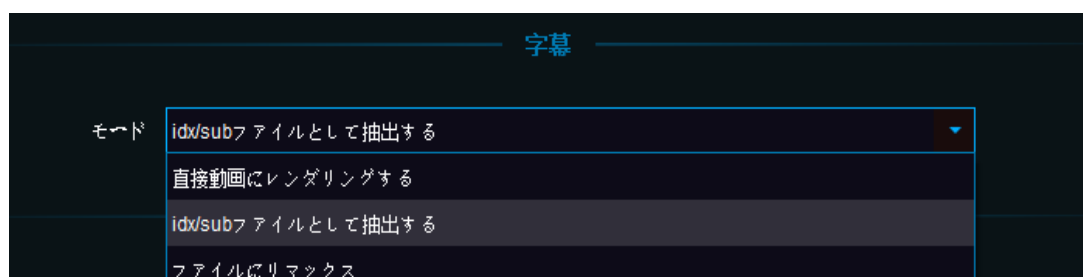 字幕
モード idx/subファイルとして抽出する
直接動画にレンダリングする
idx/subファイルとして抽出する
ファイルにリマックス